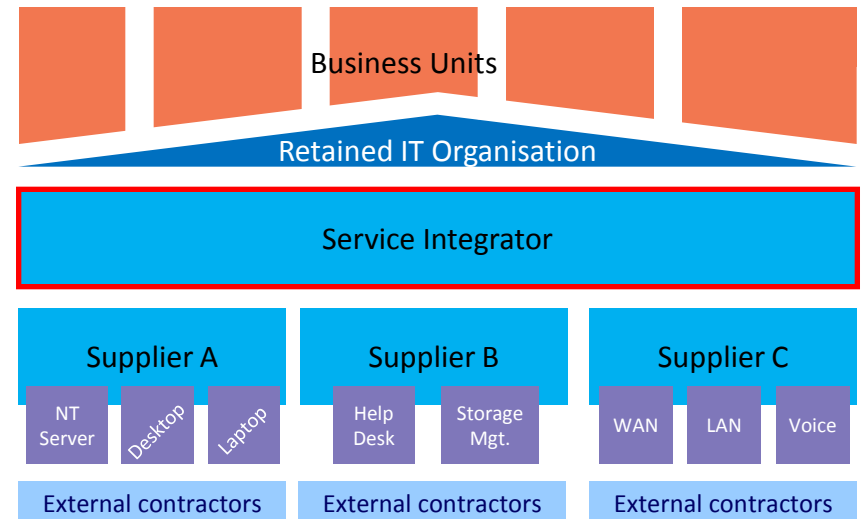 Business Units
Retained IT Organisation
Service Integrator
Supplier A
Supplier B
Supplier C
NT
Server
Desktop
Laptop
Help
Desk
Storage
Mgt.
WAN
LAN
Voice
External contractors
External contractors
External contractors